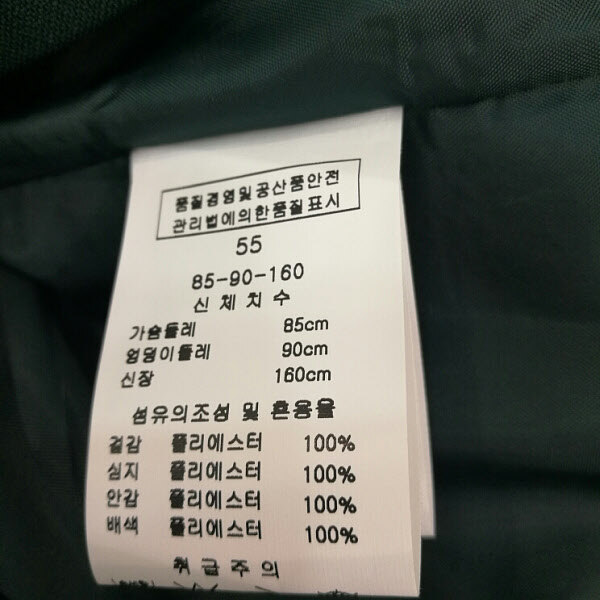 품질경영및공산품안전
관리법에의한품질표시
55
85-90-160
신체치수
가슴둘레 85cm
엉덩이둘레 90cm
신장 160cm
섬유의조성 및 혼용율
겉감 폴리에스터 100%
심지 폴리에스터 100%
안감 폴리에스터 100%
배색 폴리에스터 100%
취급주의